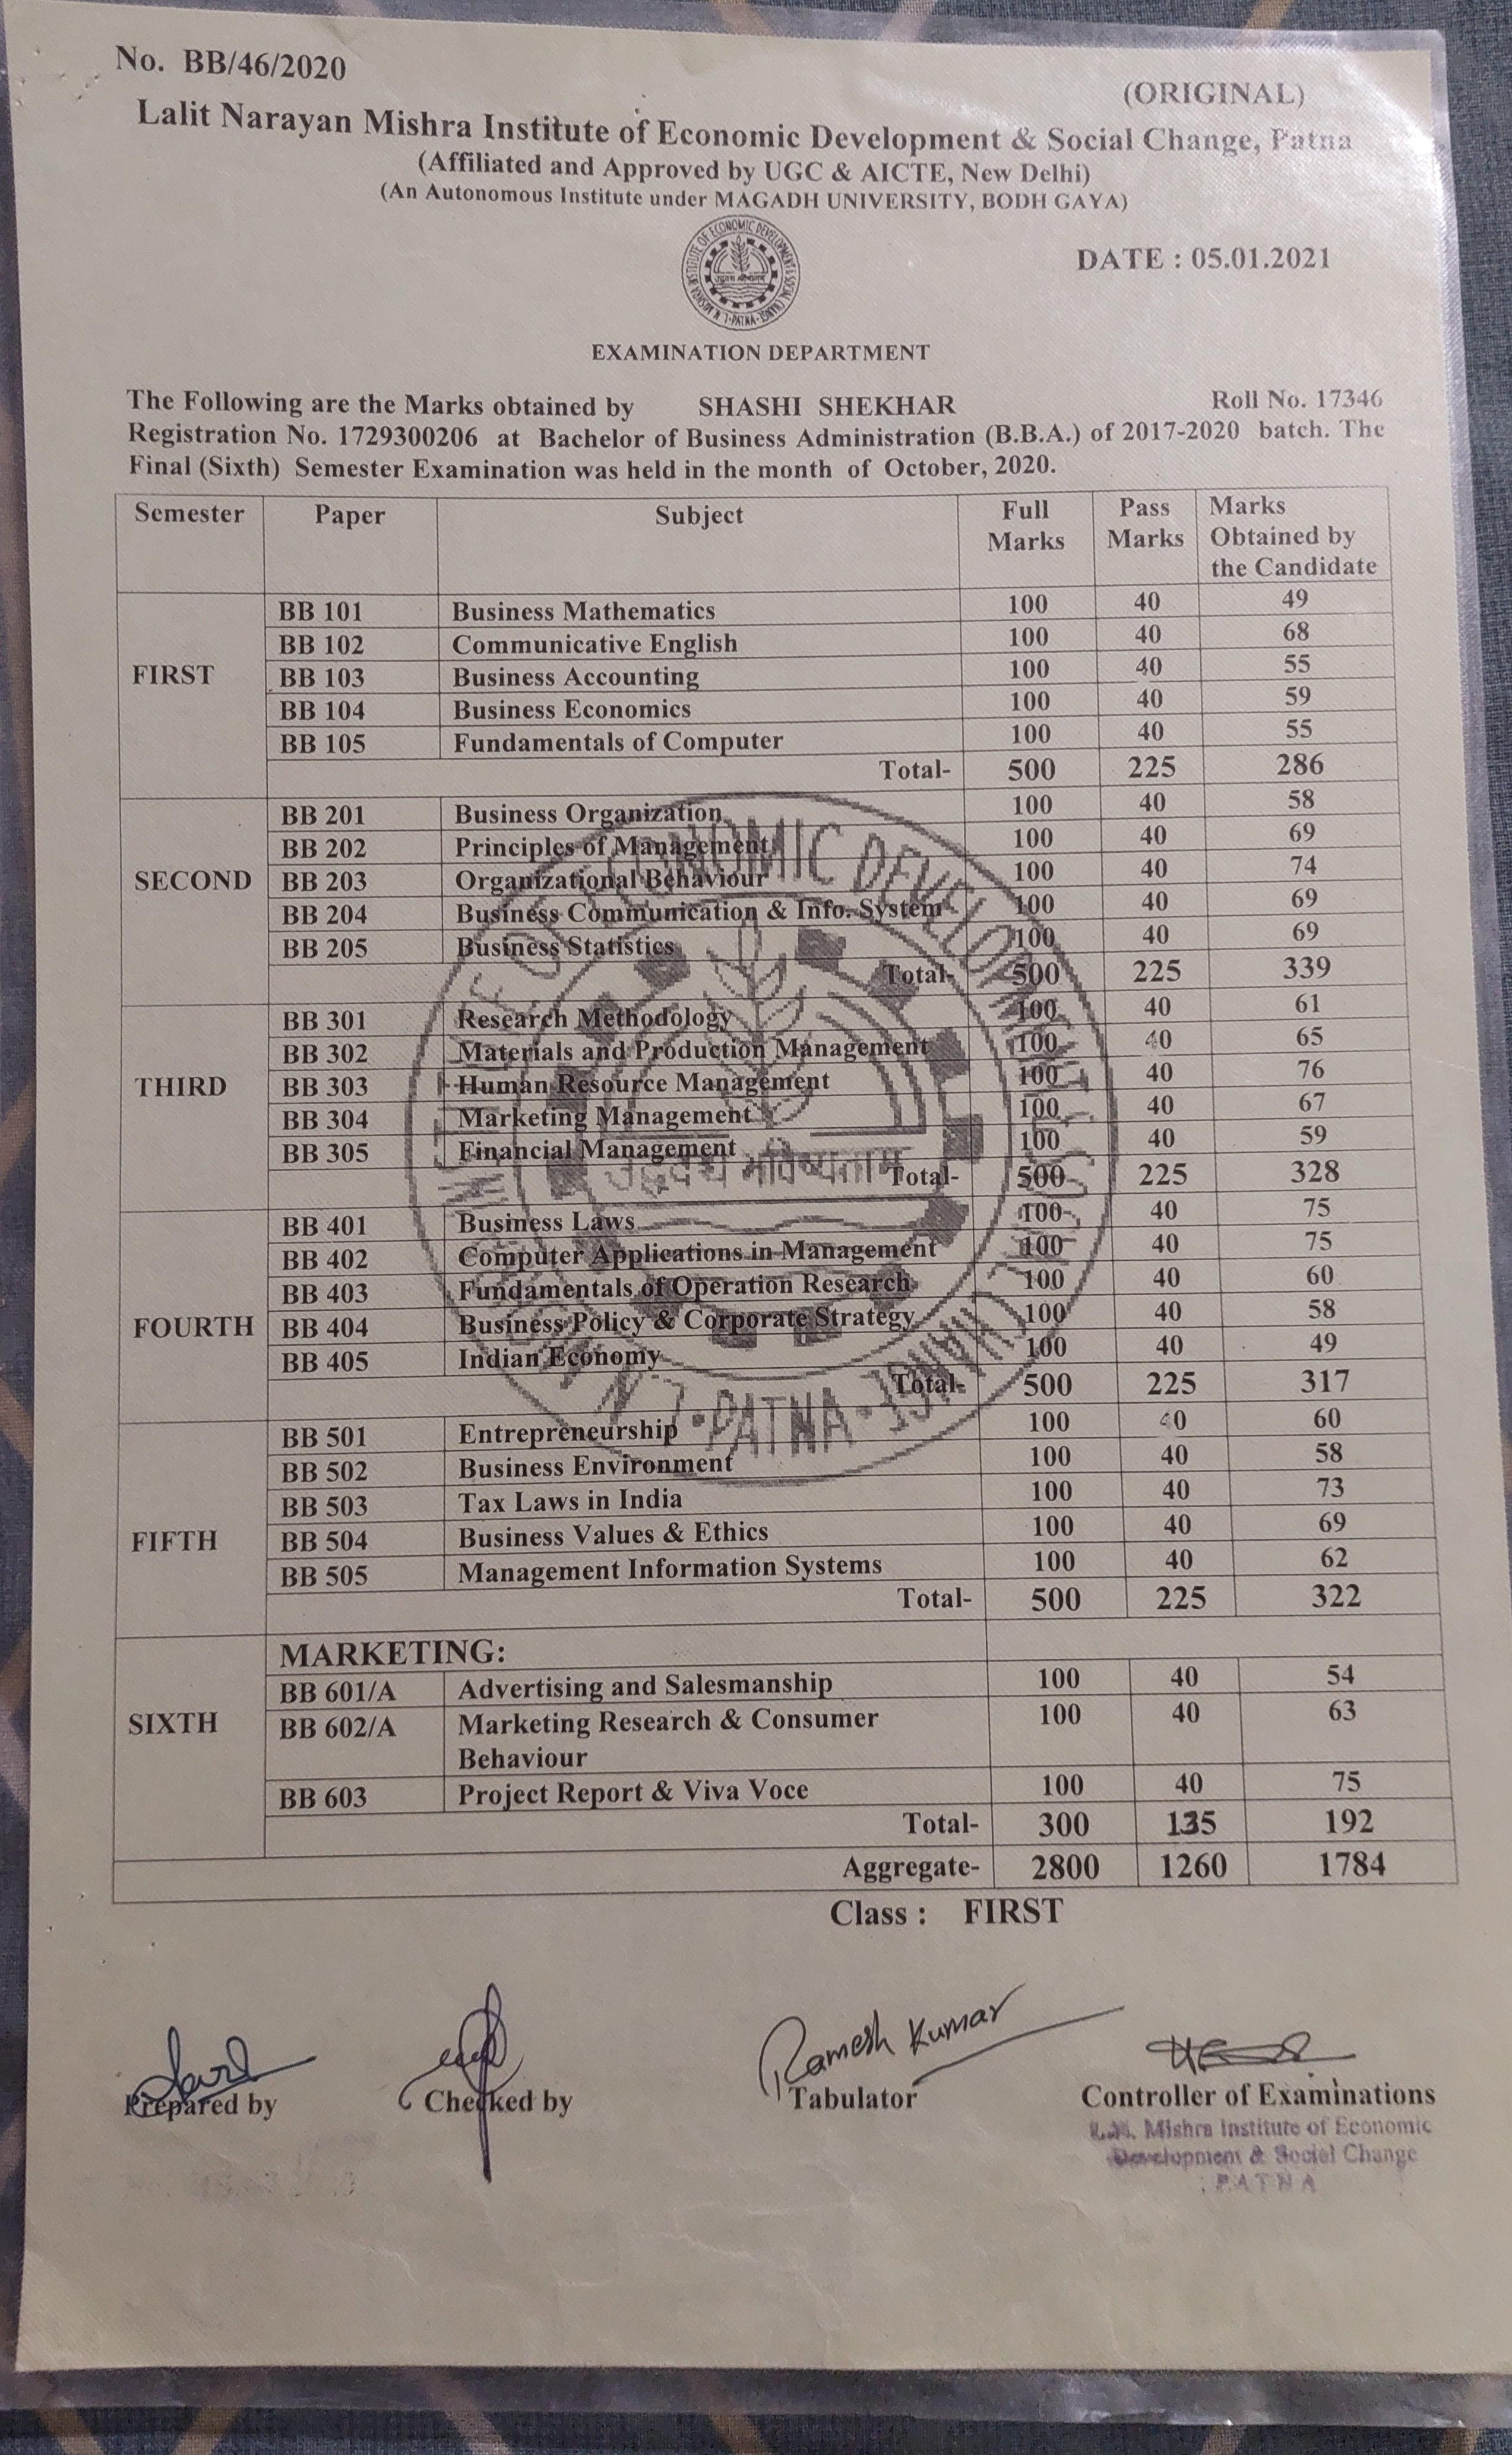 No. BB/46/2020
(ORIGINAL)
Lalit Narayan Mishra Institute of Economic Development & Social Change, Patna
(Affiliated and Approved by UGC & AICTE, New Delhi)
(An Autonomous Institute under MAGADH UNIVERSITY, BODH GAYA)
DATE : 05.01.2021
EXAMINATION DEPARTMENT
The Following are the Marks obtained by SHASHI SHEKHAR Roll No. 17346
Registration No. 1729300206 at Bachelor of Business Administration (B.B.A.) of 2017-2020 batch. The
Final (Sixth) Semester Examination was held in the month of October, 2020.
Semester Paper Subject Full Marks Pass Marks Marks Obtained by the Candidate
FIRST
BB 101 Business Mathematics 100 40 49
BB 102 Communicative English 100 40 68
BB 103 Business Accounting 100 40 55
BB 104 Business Economics 100 40 59
BB 105 Fundamentals of Computer 100 40 55
Total- 500 225 286
SECOND
BB 201 Business Organization 100 40 58
BB 202 Principles of Management 100 40 69
BB 203 Organizational Behaviour 100 40 74
BB 204 Business Communication & Info. System 100 40 69
BB 205 Business Statistics 100 40 69
Total- 500 225 339
THIRD
BB 301 Research Methodology 100 40 61
BB 302 Materials and Production Management 100 40 65
BB 303 Human Resource Management 100 40 76
BB 304 Marketing Management 100 40 67
BB 305 Financial Management 100 40 59
Total- 500 225 328
FOURTH
BB 401 Business Laws 100 40 75
BB 402 Computer Applications in Management 100 40 75
BB 403 Fundamentals of Operation Research 100 40 60
BB 404 Business Policy & Corporate Strategy 100 40 58
BB 405 Indian Economy 100 40 49
Total- 500 225 317
FIFTH
BB 501 Entrepreneurship 100 40 60
BB 502 Business Environment 100 40 58
BB 503 Tax Laws in India 100 40 73
BB 504 Business Values & Ethics 100 40 69
BB 505 Management Information Systems 100 40 62
Total- 500 225 322
SIXTH
MARKETING:
BB 601/A Advertising and Salesmanship 100 40 54
BB 602/A Marketing Research & Consumer 100 40 63
Behaviour
BB 603 Project Report & Viva Voce 100 40 75
Total- 300 135 192
Aggregate- 2800 1260 1784
Class : FIRST
Ramesh Kumar
Prepared by Checked by Tabulator Controller of Examinations
L.N. Mishra Institute of Economic
Development & Sociel Change
PATNA